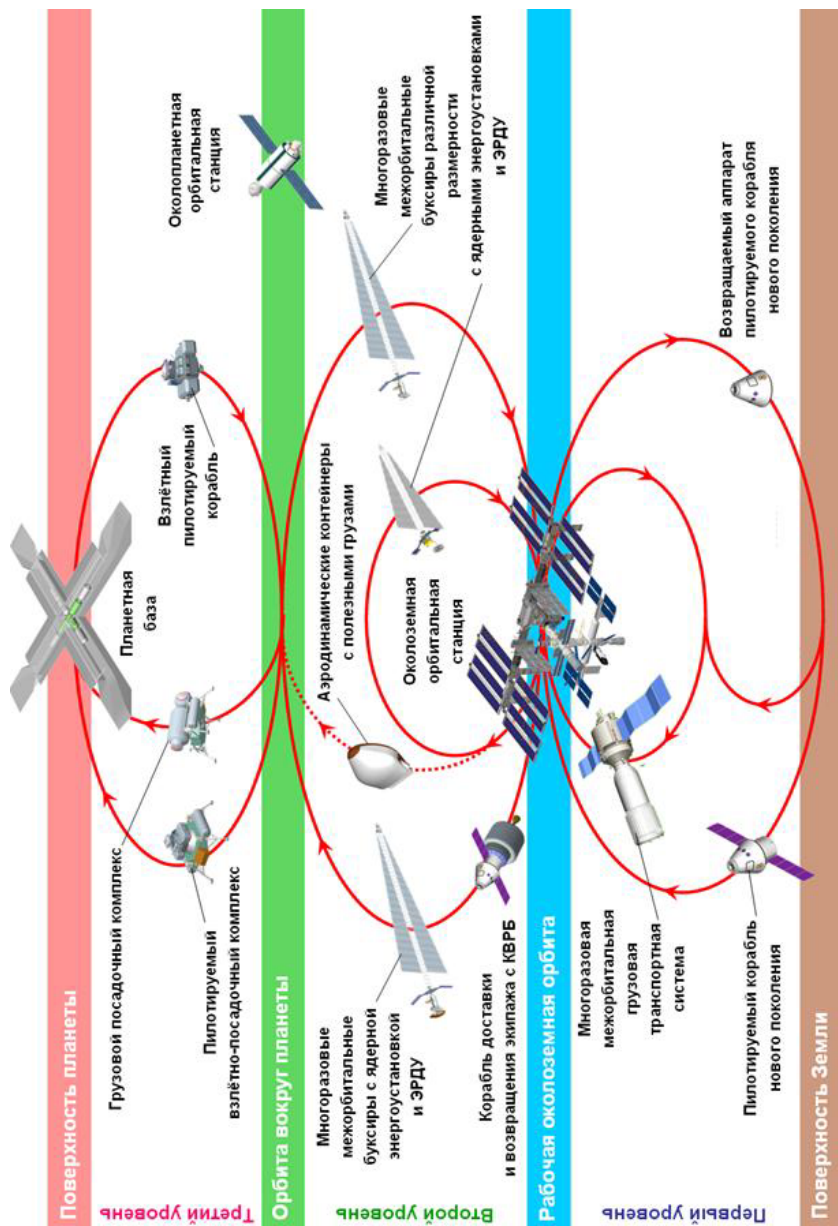 Поверхность планеты
Третий уровень
Грузовой посадочный комплекс
Пилотируемый
взлётно-посадочный комплекс
Планетная
база
Взлётный
пилотируемый
корабль
Орбита вокруг планеты
Околопланетная
орбитальная
станция
Второй уровень
Многоразовые
межорбитальные
буксиры с ядерной
энергоустановкой
и ЭРДУ
Аэродинамические контейнеры
с полезными грузами
Многоразовые
межорбитальные
буксиры различной
размерности
с ядерными энергоустановками
и ЭРДУ
Околоземная
орбитальная
станция
Корабль доставки
и возвращения экипажа с КВРБ
Рабочая околоземная орбита
Первый уровень
Многоразовая
межорбитальная
грузовая
транспортная
система
Пилотируемый корабль
нового поколения
Возвращаемый аппарат
пилотируемого корабля
нового поколения
Поверхность Земли